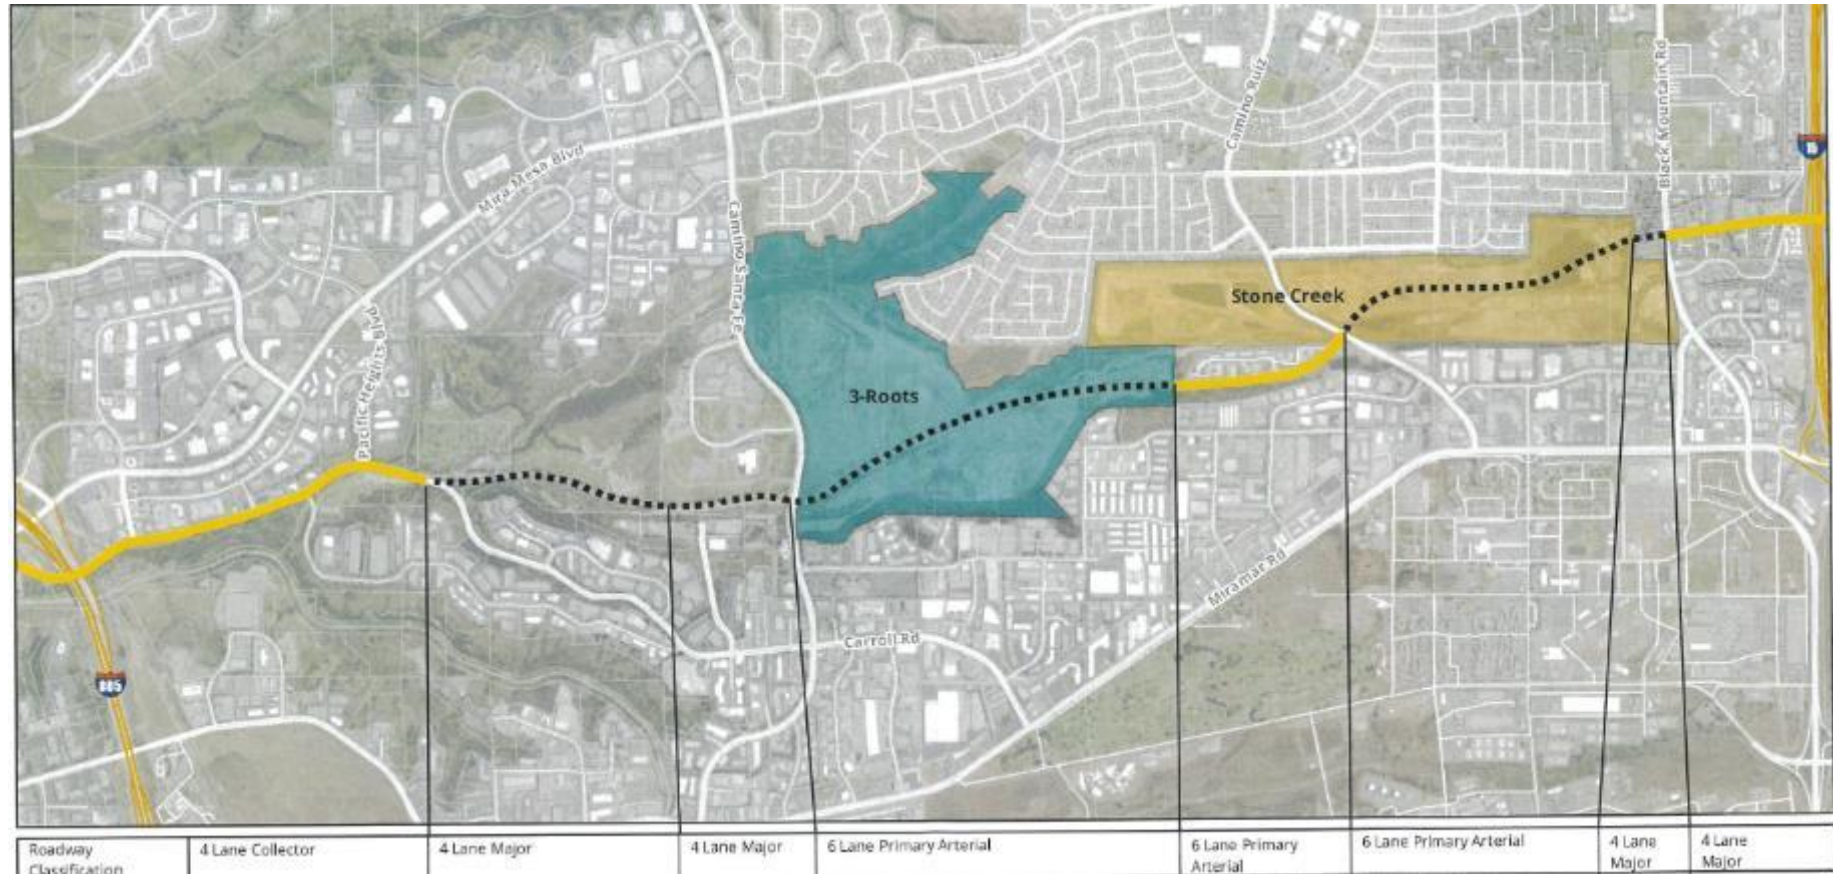 Mira Mesa Blvd
Camino Santa Fe
Camino Ruiz
Black Mountain Rd
15
Pacific Heights Blvd
Stone Creek
3-Roots
Miramar Rd
Carroll Rd
805
Roadway
Classification
4 Lane Collector
4 Lane Major
4 Lane Major
6 Lane Primary Arterial
6 Lane Primary
Arterial
6 Lane Primary Arterial
4 Lane
Major
4 Lane
Major